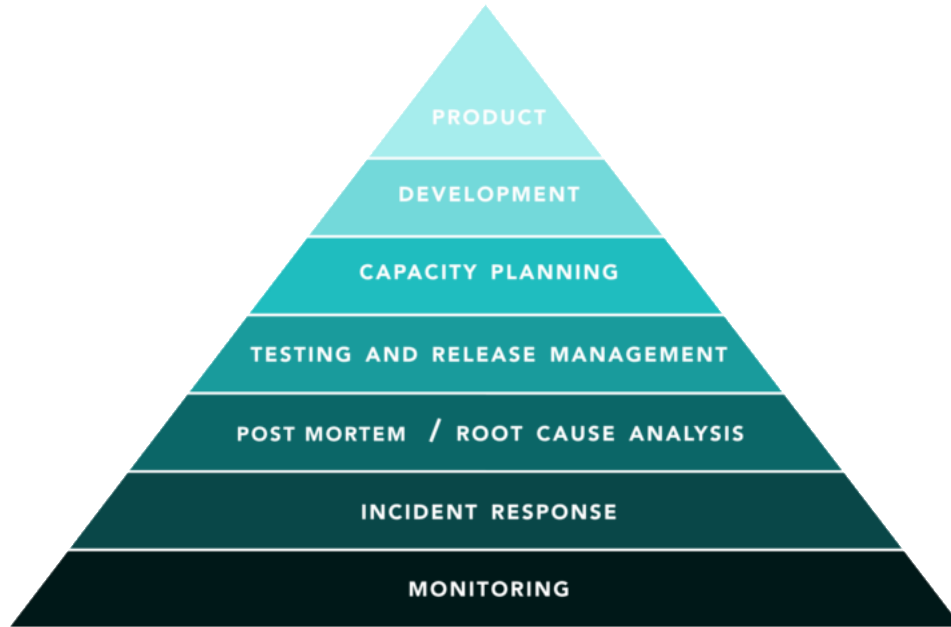 PRODUCT
DEVELOPMENT
CAPACITY PLANNING
TESTING AND RELEASE MANAGEMENT
POST MORTEM / ROOT CAUSE ANALYSIS
INCIDENT RESPONSE
MONITORING